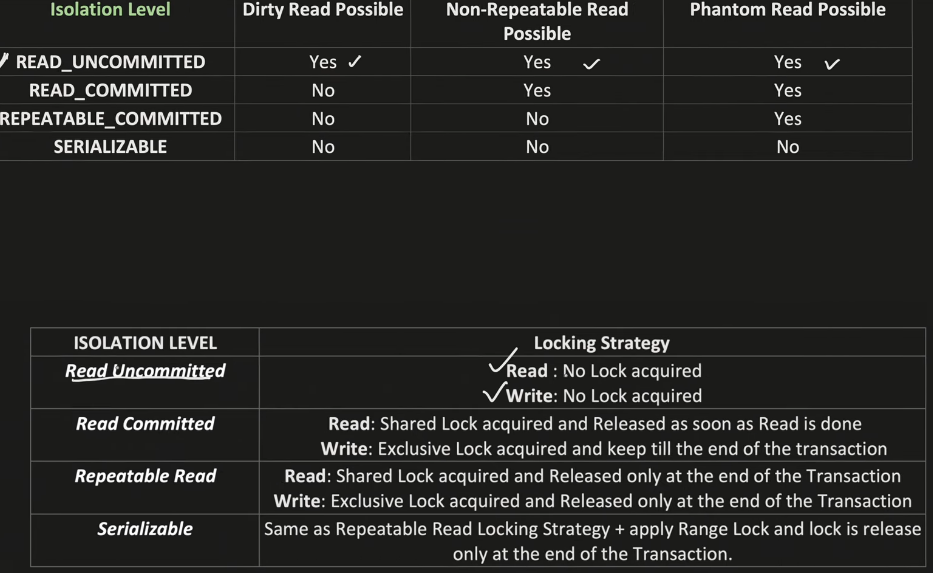 Isolation Level Dirty Read Possible Non-Repeatable Read Possible Phantom Read Possible
READ_UNCOMMITTED Yes Yes Yes
READ_COMMITTED No Yes Yes
REPEATABLE_COMMITTED No No Yes
SERIALIZABLE No No No
ISOLATION LEVEL Locking Strategy
Read Uncommitted Read : No Lock acquired
Write: No Lock acquired
Read Committed Read: Shared Lock acquired and Released as soon as Read is done
Write: Exclusive Lock acquired and keep till the end of the transaction
Repeatable Read Read: Shared Lock acquired and Released only at the end of the Transaction
Write: Exclusive Lock acquired and Released only at the end of the Transaction
Serializable Same as Repeatable Read Locking Strategy + apply Range Lock and lock is release
only at the end of the Transaction.